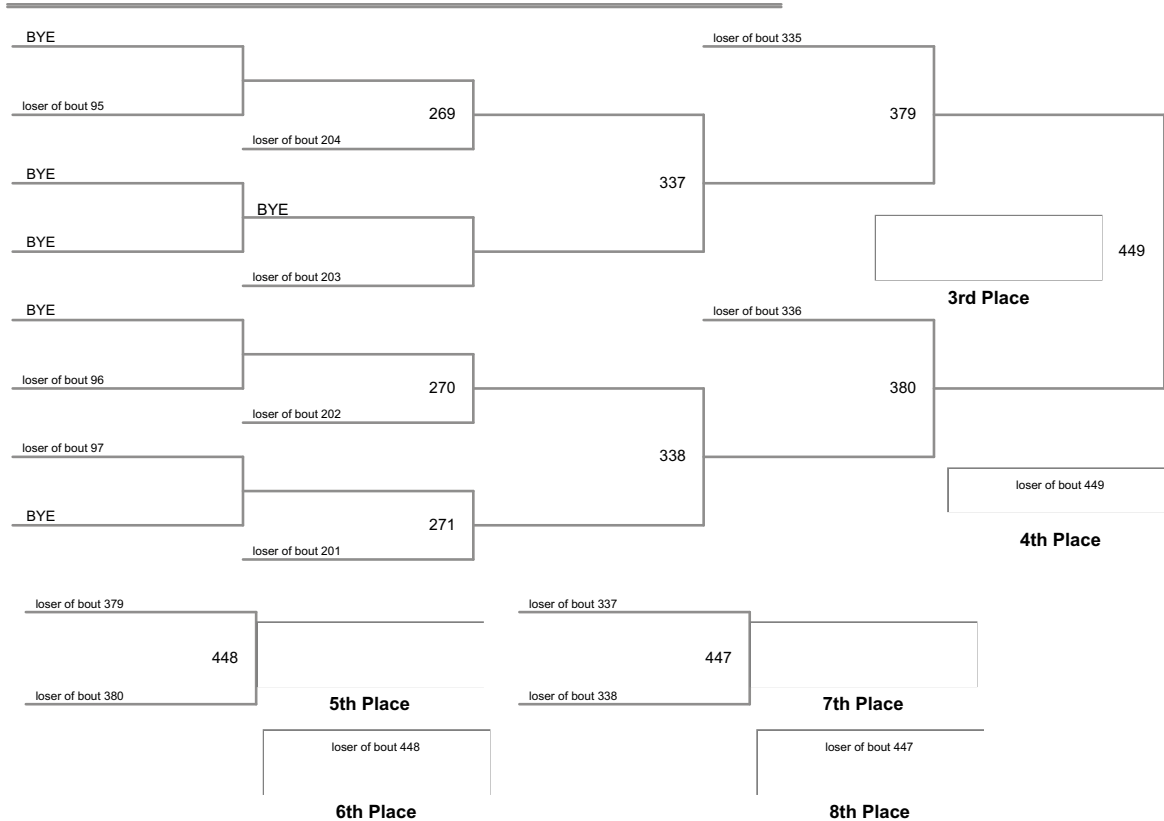 BYE
loser of bout 335
loser of bout 95
269
379
loser of bout 204
BYE
337
BYE
BYE
449
loser of bout 203
3rd Place
BYE
loser of bout 336
loser of bout 96
270
380
loser of bout 202
loser of bout 97
338
loser of bout 449
BYE
271
4th Place
loser of bout 201
loser of bout 379
loser of bout 337
448
447
loser of bout 380
loser of bout 338
5th Place
7th Place
loser of bout 448
loser of bout 447
6th Place
8th Place